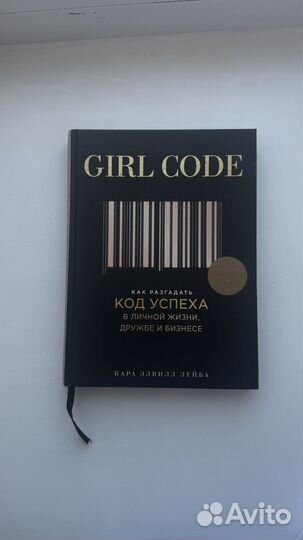 GIRL CODE
КАК РАЗГАДАТЬ
КОД УСПЕХА
В ЛИЧНОЙ ЖИЗНИ,
ДРУЖБЕ И БИЗНЕСЕ
КАРА ЭЛВИЛЛ ЛЕЙБА
Avito